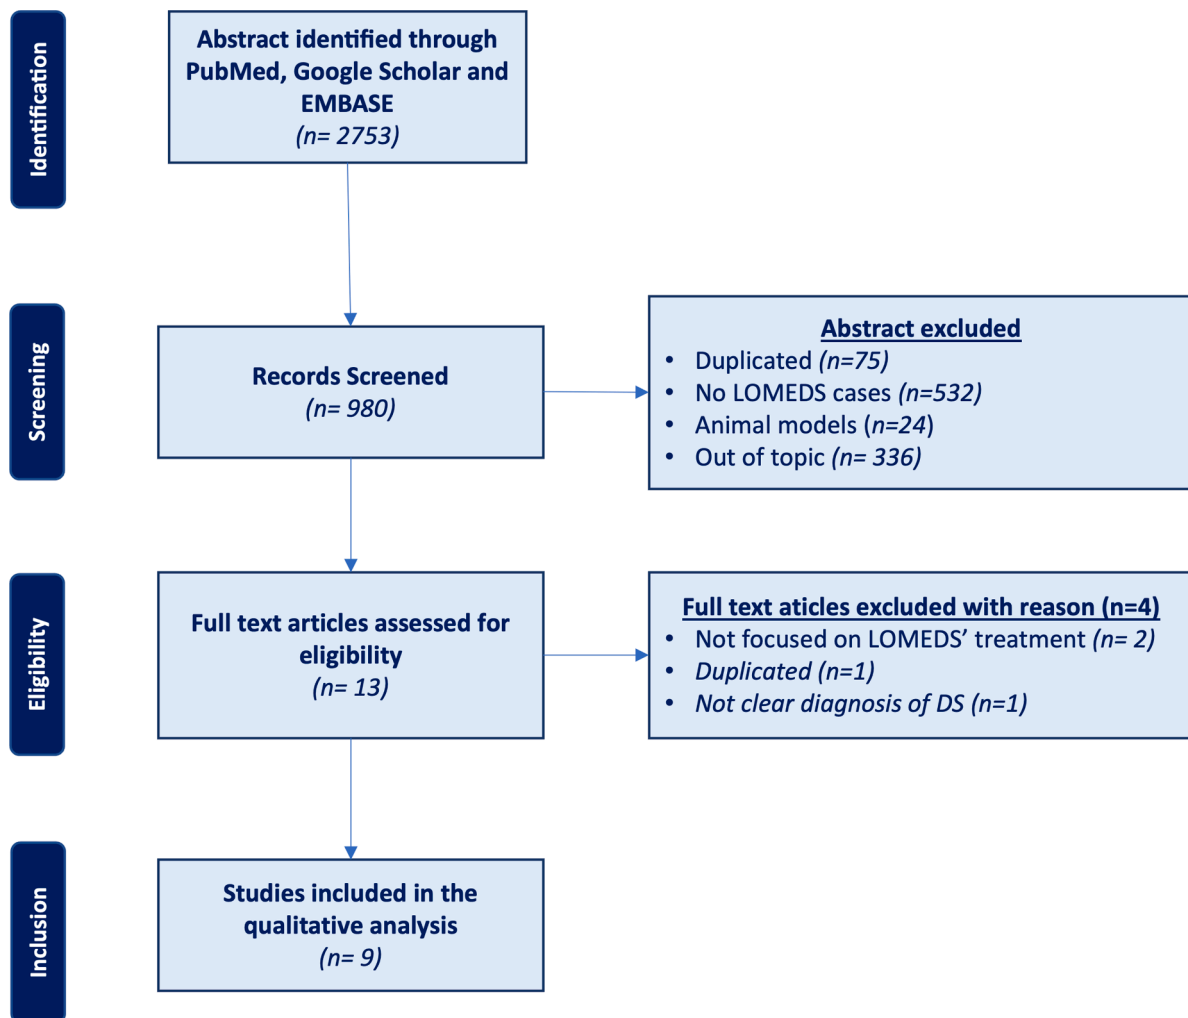 Identification
Abstract identified through
PubMed, Google Scholar and
EMBASE
(n= 2753)
Screening
Records Screened
(n= 980)
Abstract excluded
• Duplicated (n=75)
• No LOMEDS cases (n=532)
• Animal models (n=24)
• Out of topic (n= 336)
Eligibility
Full text articles assessed for
eligibility
(n= 13)
Full text aticles excluded with reason (n=4)
• Not focused on LOMEDS’ treatment (n= 2)
• Duplicated (n=1)
• Not clear diagnosis of DS (n=1)
Inclusion
Studies included in the
qualitative analysis
(n= 9)